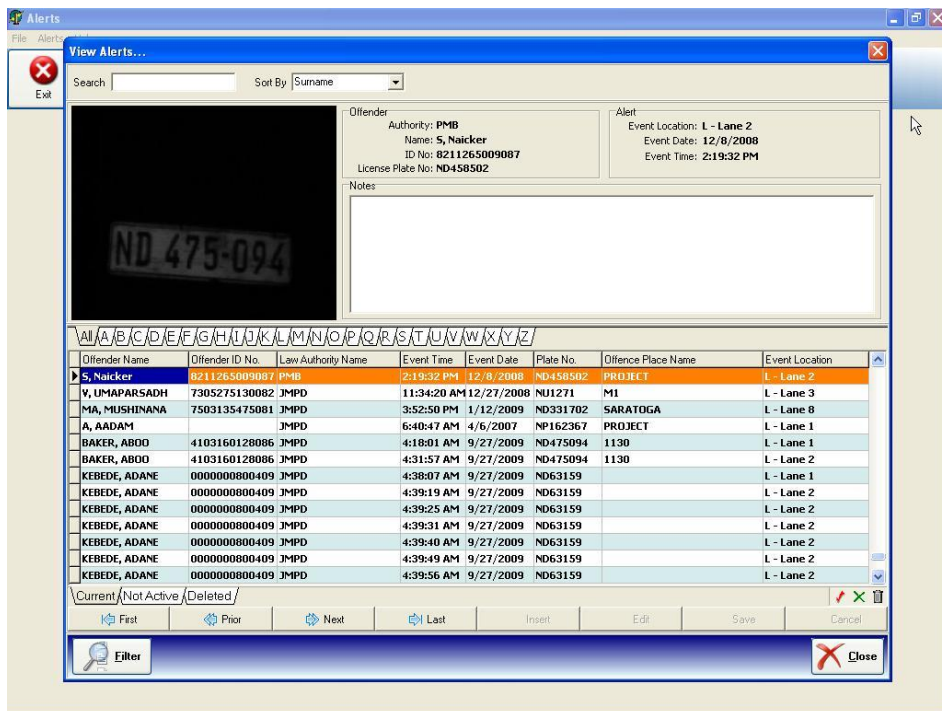 Alerts
File Alerts
Exit
View Alerts...
Search
Sort By Surname
Offender
Authority: PMB
Name: S, Naicker
ID No: 8211265009087
License Plate No: ND458502
Alert
Event Location: L - Lane 2
Event Date: 12/8/2008
Event Time: 2:19:32 PM
Notes
ND 475-094
All A B C D E F G H I J K L M N O P Q R S T U V W X Y Z
Offender Name Offender ID No. Law Authority Name Event Time Event Date Plate No. Offence Place Name Event Location
S, Naicker 8211265009087 PMB 2:19:32 PM 12/8/2008 ND458502 PROJECT L - Lane 2
V, UMAPARSADH 7305275130082 JMPD 11:34:20 AM 12/27/2008 NU1271 M1 L - Lane 3
MA, MUSHINANA 7503135475081 JMPD 3:52:50 PM 1/12/2009 ND331702 SARATOGA L - Lane 8
A, AADAM JMPD 6:40:47 AM 4/6/2007 NP162367 PROJECT L - Lane 1
BAKER, ABOO 4103160128086 JMPD 4:18:01 AM 9/27/2009 ND475094 1130 L - Lane 1
BAKER, ABOO 4103160128086 JMPD 4:31:57 AM 9/27/2009 ND475094 1130 L - Lane 2
KEBEDE, ADANE 0000000800409 JMPD 4:38:07 AM 9/27/2009 ND63159 L - Lane 1
KEBEDE, ADANE 0000000800409 JMPD 4:39:19 AM 9/27/2009 ND63159 L - Lane 2
KEBEDE, ADANE 0000000800409 JMPD 4:39:25 AM 9/27/2009 ND63159 L - Lane 2
KEBEDE, ADANE 0000000800409 JMPD 4:39:31 AM 9/27/2009 ND63159 L - Lane 2
KEBEDE, ADANE 0000000800409 JMPD 4:39:40 AM 9/27/2009 ND63159 L - Lane 2
KEBEDE, ADANE 0000000800409 JMPD 4:39:49 AM 9/27/2009 ND63159 L - Lane 2
KEBEDE, ADANE 0000000800409 JMPD 4:39:56 AM 9/27/2009 ND63159 L - Lane 2
Current Not Active Deleted
First Prior Next Last Insert Edit Save Cancel
Filter Close